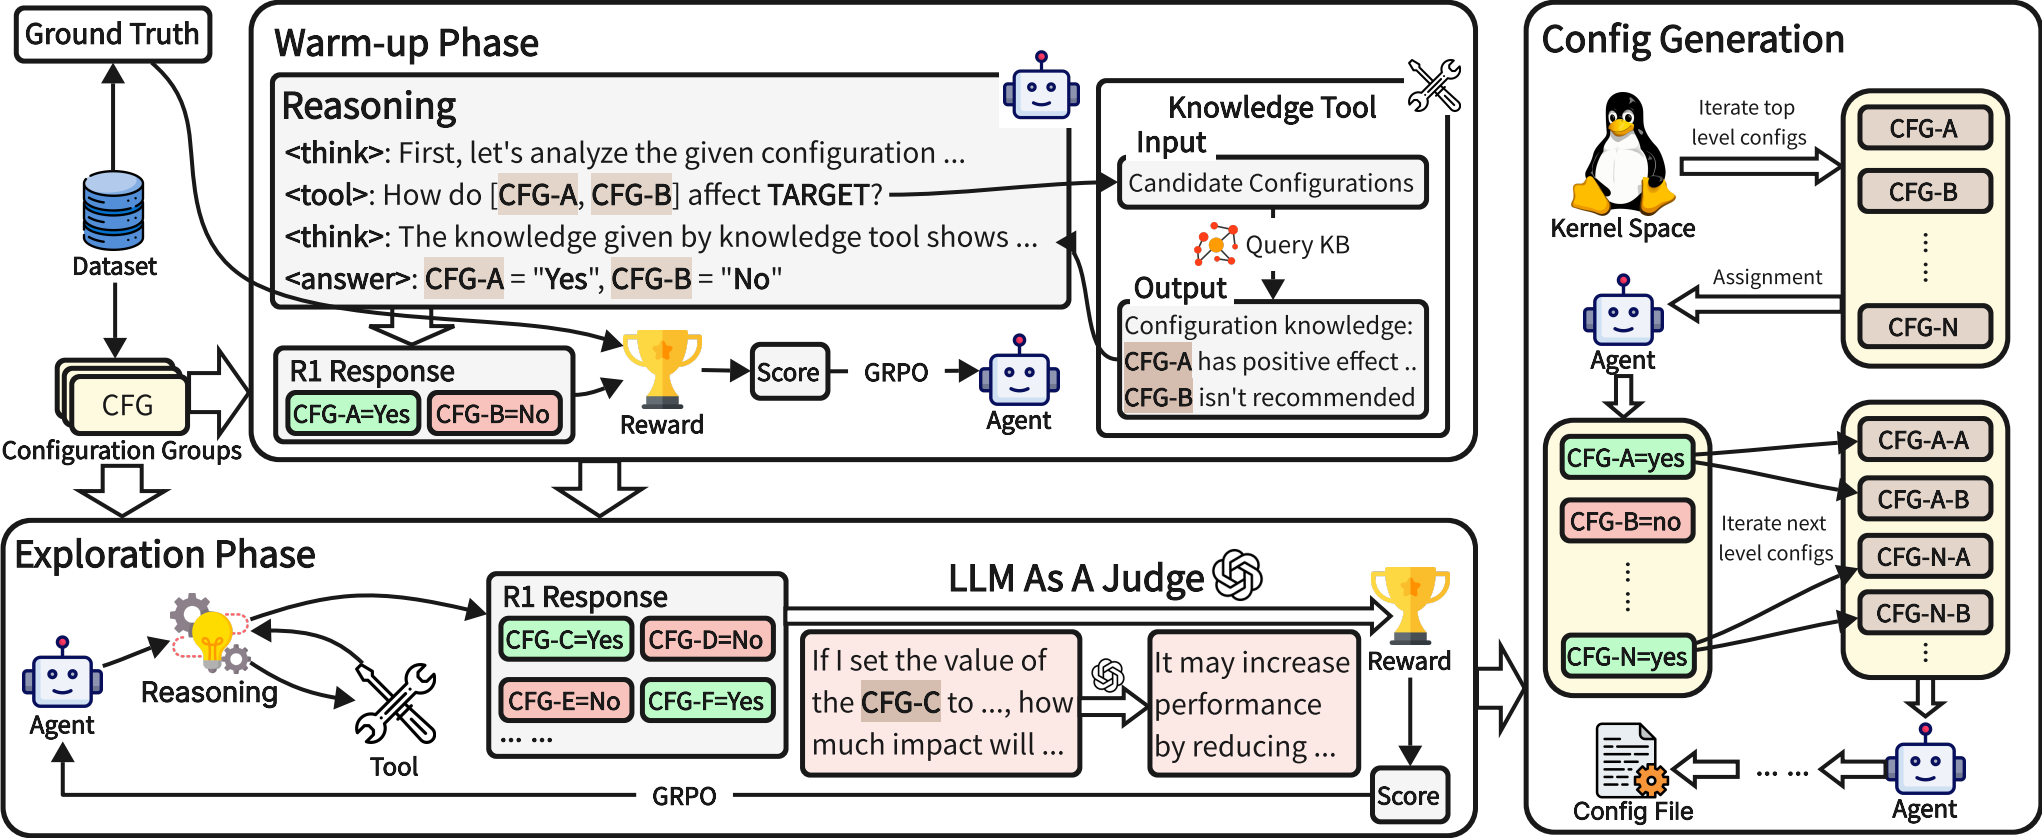 Ground Truth
Dataset
CFG
Configuration Groups
Warm-up Phase
Reasoning
<think>: First, let's analyze the given configuration ...
<tool>: How do [CFG-A, CFG-B] affect TARGET?
<think>: The knowledge given by knowledge tool shows ...
<answer>: CFG-A = "Yes", CFG-B = "No"
Knowledge Tool
Input
Candidate Configurations
Query KB
Output
Configuration knowledge:
CFG-A has positive effect ..
CFG-B isn't recommended
R1 Response
CFG-A=Yes
CFG-B=No
Reward
Score
GRPO
Agent
Exploration Phase
Agent
Reasoning
Tool
R1 Response
CFG-C=Yes
CFG-D=No
CFG-E=No
CFG-F=Yes
... ...
LLM As A Judge
If I set the value of
the CFG-C to ..., how
much impact will ...
It may increase
performance
by reducing ...
Reward
Score
GRPO
Config Generation
Kernel Space
Iterate top
level configs
CFG-A
CFG-B
CFG-N
Assignment
Agent
CFG-A=yes
CFG-B=no
CFG-N=yes
Iterate next
level configs
CFG-A-A
CFG-A-B
CFG-N-A
CFG-N-B
Agent
... ...
Config File